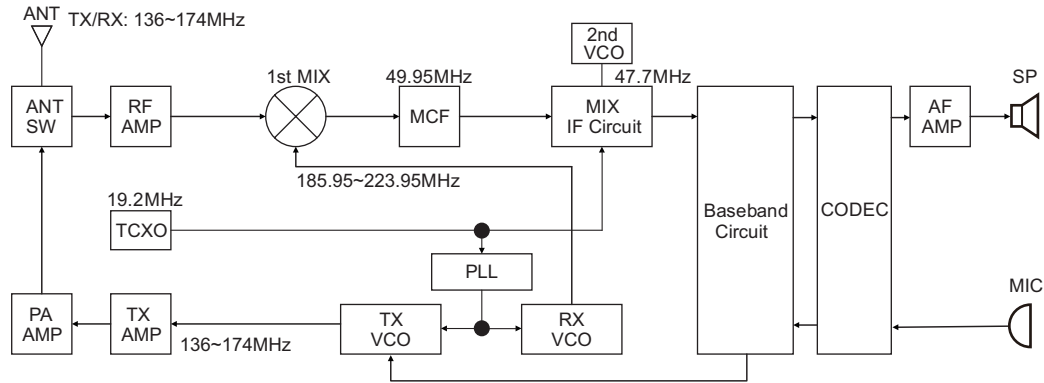 ANT
TX/RX: 136~174MHz
2nd
VCO
1st MIX
49.95MHz
47.7MHz
SP
ANT
SW
RF
AMP
MCF
MIX
IF Circuit
AF
AMP
185.95~223.95MHz
19.2MHz
TCXO
Baseband
Circuit
CODEC
PLL
MIC
PA
AMP
TX
AMP
136~174MHz
TX
VCO
RX
VCO